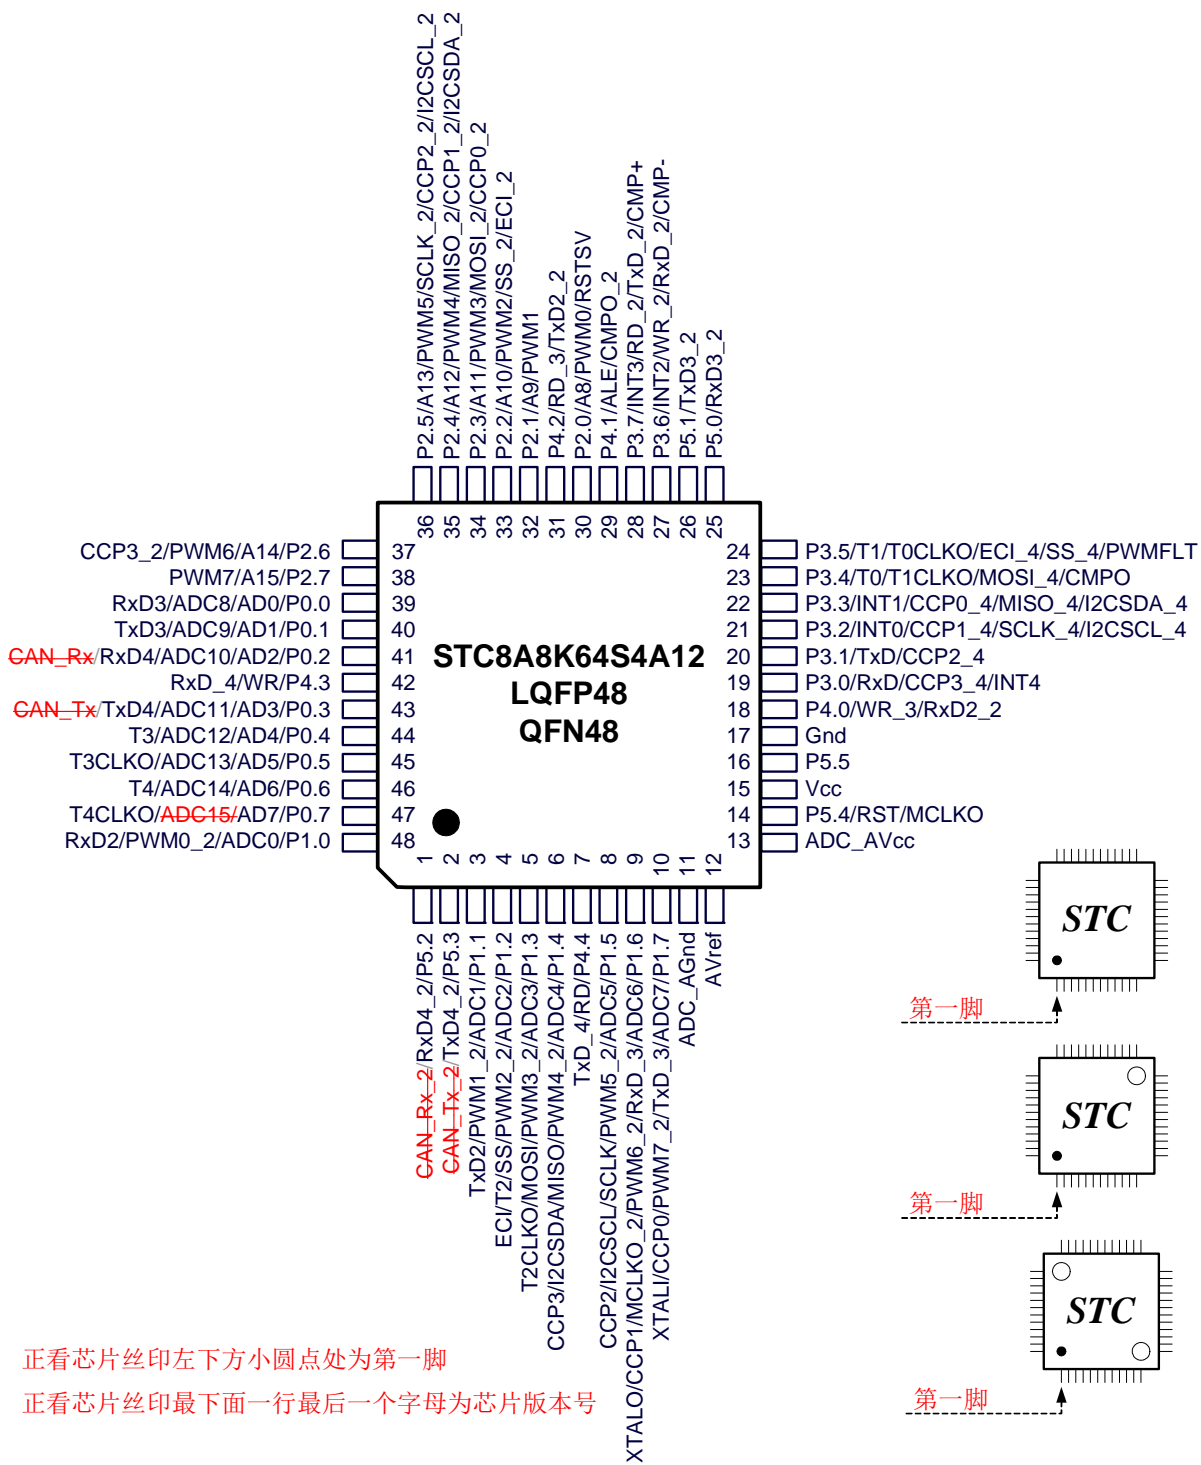 P2.5/A13/PWM5/SCLK_2/CCP2_2/I2CSCL_2
P2.4/A12/PWM4/MISO_2/CCP1_2/I2CSDA_2
P2.3/A11/PWM3/MOSI_2/CCP0_2
P2.2/A10/PWM2/SS_2/ECI_2
P2.1/A9/PWM1
P4.2/RD_3/TxD2_2
P2.0/A8/PWM0/RSTSV
P4.1/ALE/CMPO_2
P3.7/INT3/RD_2/TxD_2/CMP+
P3.6/INT2/WR_2/RxD_2/CMP-
P5.1/TxD3_2
P5.0/RxD3_2
36 35 34 33 32 31 30 29 28 27 26 25
CCP3_2/PWM6/A14/P2.6 37
PWM7/A15/P2.7 38
RxD3/ADC8/AD0/P0.0 39
TxD3/ADC9/AD1/P0.1 40
CAN_Rx/RxD4/ADC10/AD2/P0.2 41
RxD_4/WR/P4.3 42
CAN_Tx/TxD4/ADC11/AD3/P0.3 43
T3/ADC12/AD4/P0.4 44
T3CLKO/ADC13/AD5/P0.5 45
T4/ADC14/AD6/P0.6 46
T4CLKO/ADC15/AD7/P0.7 47
RxD2/PWM0_2/ADC0/P1.0 48
STC8A8K64S4A12
LQFP48
QFN48
24 P3.5/T1/T0CLKO/ECI_4/SS_4/PWMFLT
23 P3.4/T0/T1CLKO/MOSI_4/CMPO
22 P3.3/INT1/CCP0_4/MISO_4/I2CSDA_4
21 P3.2/INT0/CCP1_4/SCLK_4/I2CSCL_4
20 P3.1/TxD/CCP2_4
19 P3.0/RxD/CCP3_4/INT4
18 P4.0/WR_3/RxD2_2
17 Gnd
16 P5.5
15 Vcc
14 P5.4/RST/MCLKO
13 ADC_AVcc
1 2 3 4 5 6 7 8 9 10 11 12
CAN_Rx_2/RxD4_2/P5.2
CAN_Tx_2/TxD4_2/P5.3
TxD2/PWM1_2/ADC1/P1.1
ECI/T2/SS/PWM2_2/ADC2/P1.2
T2CLKO/MOSI/PWM3_2/ADC3/P1.3
CCP3/I2CSDA/MISO/PWM4_2/ADC4/P1.4
TxD_4/RD/P4.4
CCP2/I2CSCL/SCLK/PWM5_2/ADC5/P1.5
XTALO/CCP1/MCLKO_2/PWM6_2/RxD_3/ADC6/P1.6
XTALI/CCP0/PWM7_2/TxD_3/ADC7/P1.7
ADC_AGnd
AVref
STC
第一脚
STC
第一脚
STC
第一脚
正看芯片丝印左下方小圆点处为第一脚
正看芯片丝印最下面一行最后一个字母为芯片版本号